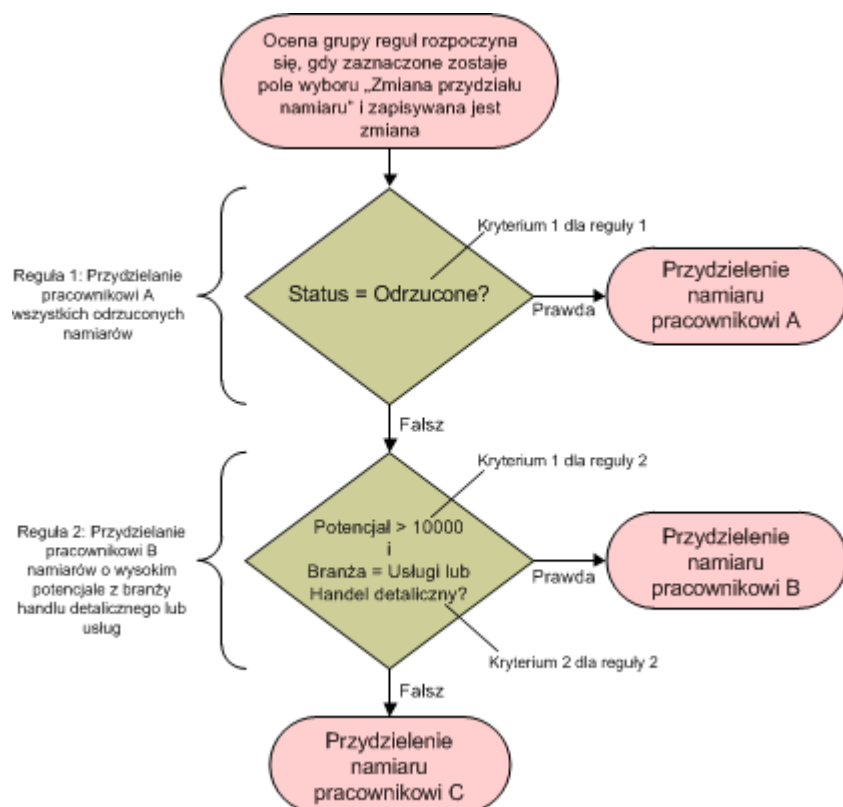 Ocena grupy reguł rozpoczyna
się, gdy zaznaczone zostaje
pole wyboru „Zmiana przydziału
namiaru" i zapisywana jest
zmiana
Kryterium 1 dla reguły 1
Reguła 1: Przydzielanie
pracownikowi A
wszystkich odrzuconych
namiarów
Status = Odrzucone?
Prawda
Przydzielenie
namiaru
pracownikowi A
Fałsz
Kryterium 1 dla reguły 2
Reguła 2: Przydzielanie
pracownikowi B
namiarów o wysokim
potencjale z branży
handlu detalicznego lub
usług
Potencjał > 10000
i
Branża = Usługi lub
Handel detaliczny?
Prawda
Przydzielenie
namiaru
pracownikowi B
Kryterium 2 dla reguły 2
Fałsz
Przydzielenie
namiaru
pracownikowi C